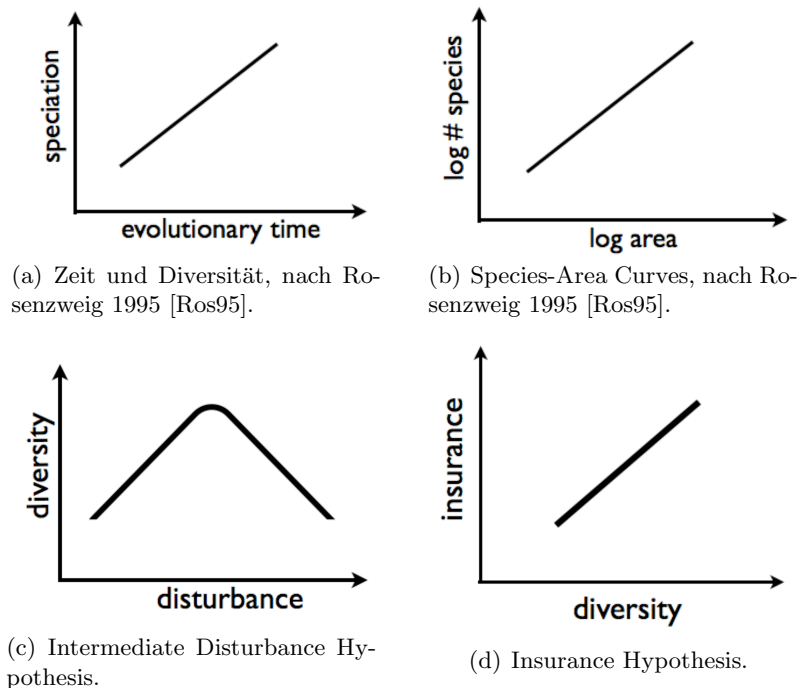 speciation
evolutionary time
(a) Zeit und Diversität, nach Ro-
senzweig 1995 [Ros95].
log # species
log area
(b) Species-Area Curves, nach Ro-
senzweig 1995 [Ros95].
diversity
disturbance
(c) Intermediate Disturbance Hy-
pothesis.
insurance
diversity
(d) Insurance Hypothesis.